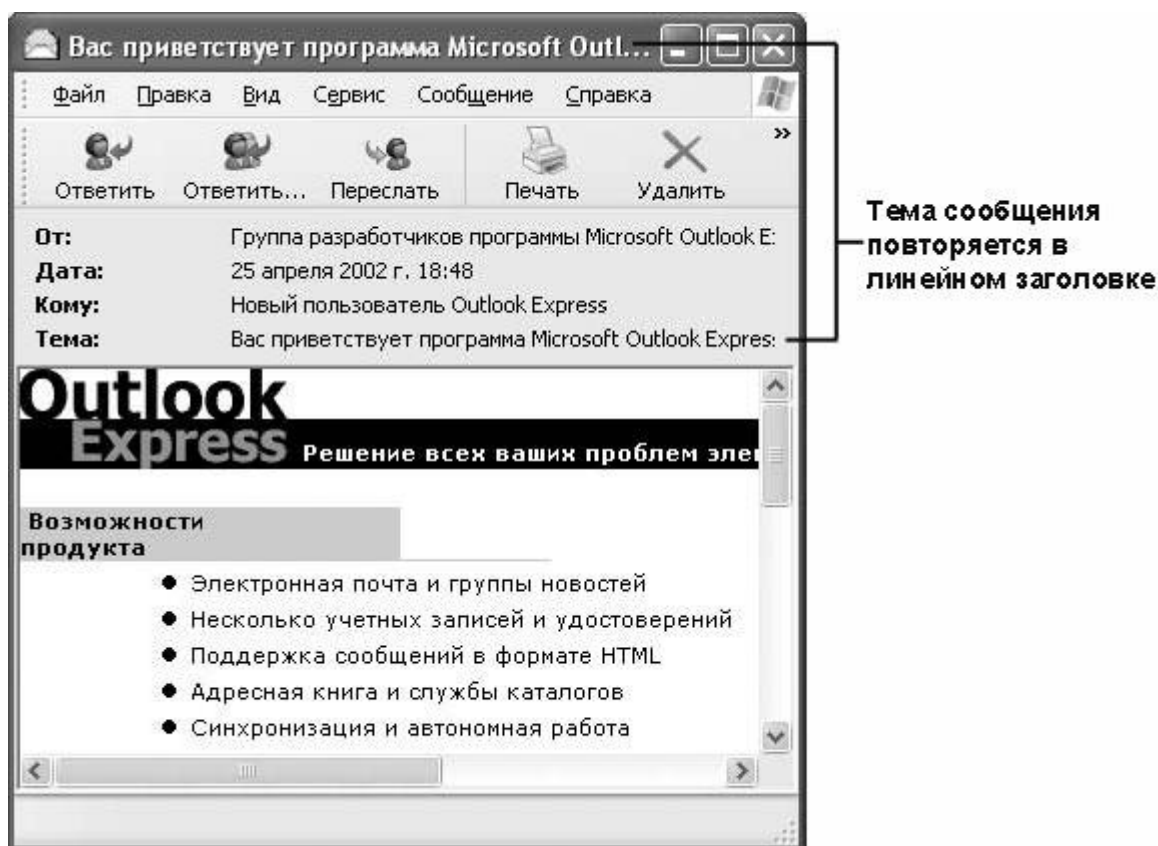 Вас приветствует программа Microsoft Outl...
Файл Правка Вид Сервис Сообщение Справка
Ответить Ответить... Переслать Печать Удалить
От: Группа разработчиков программы Microsoft Outlook E
Дата: 25 апреля 2002 г. 18:48
Кому: Новый пользователь Outlook Express
Тема: Вас приветствует программа Microsoft Outlook Expres
Тема сообщения
повторяется в
линейном заголовке
Outlook
Express Решение всех ваших проблем эле
Возможности
продукта
● Электронная почта и группы новостей
● Несколько учетных записей и удостоверений
● Поддержка сообщений в формате HTML
● Адресная книга и службы каталогов
● Синхронизация и автономная работа